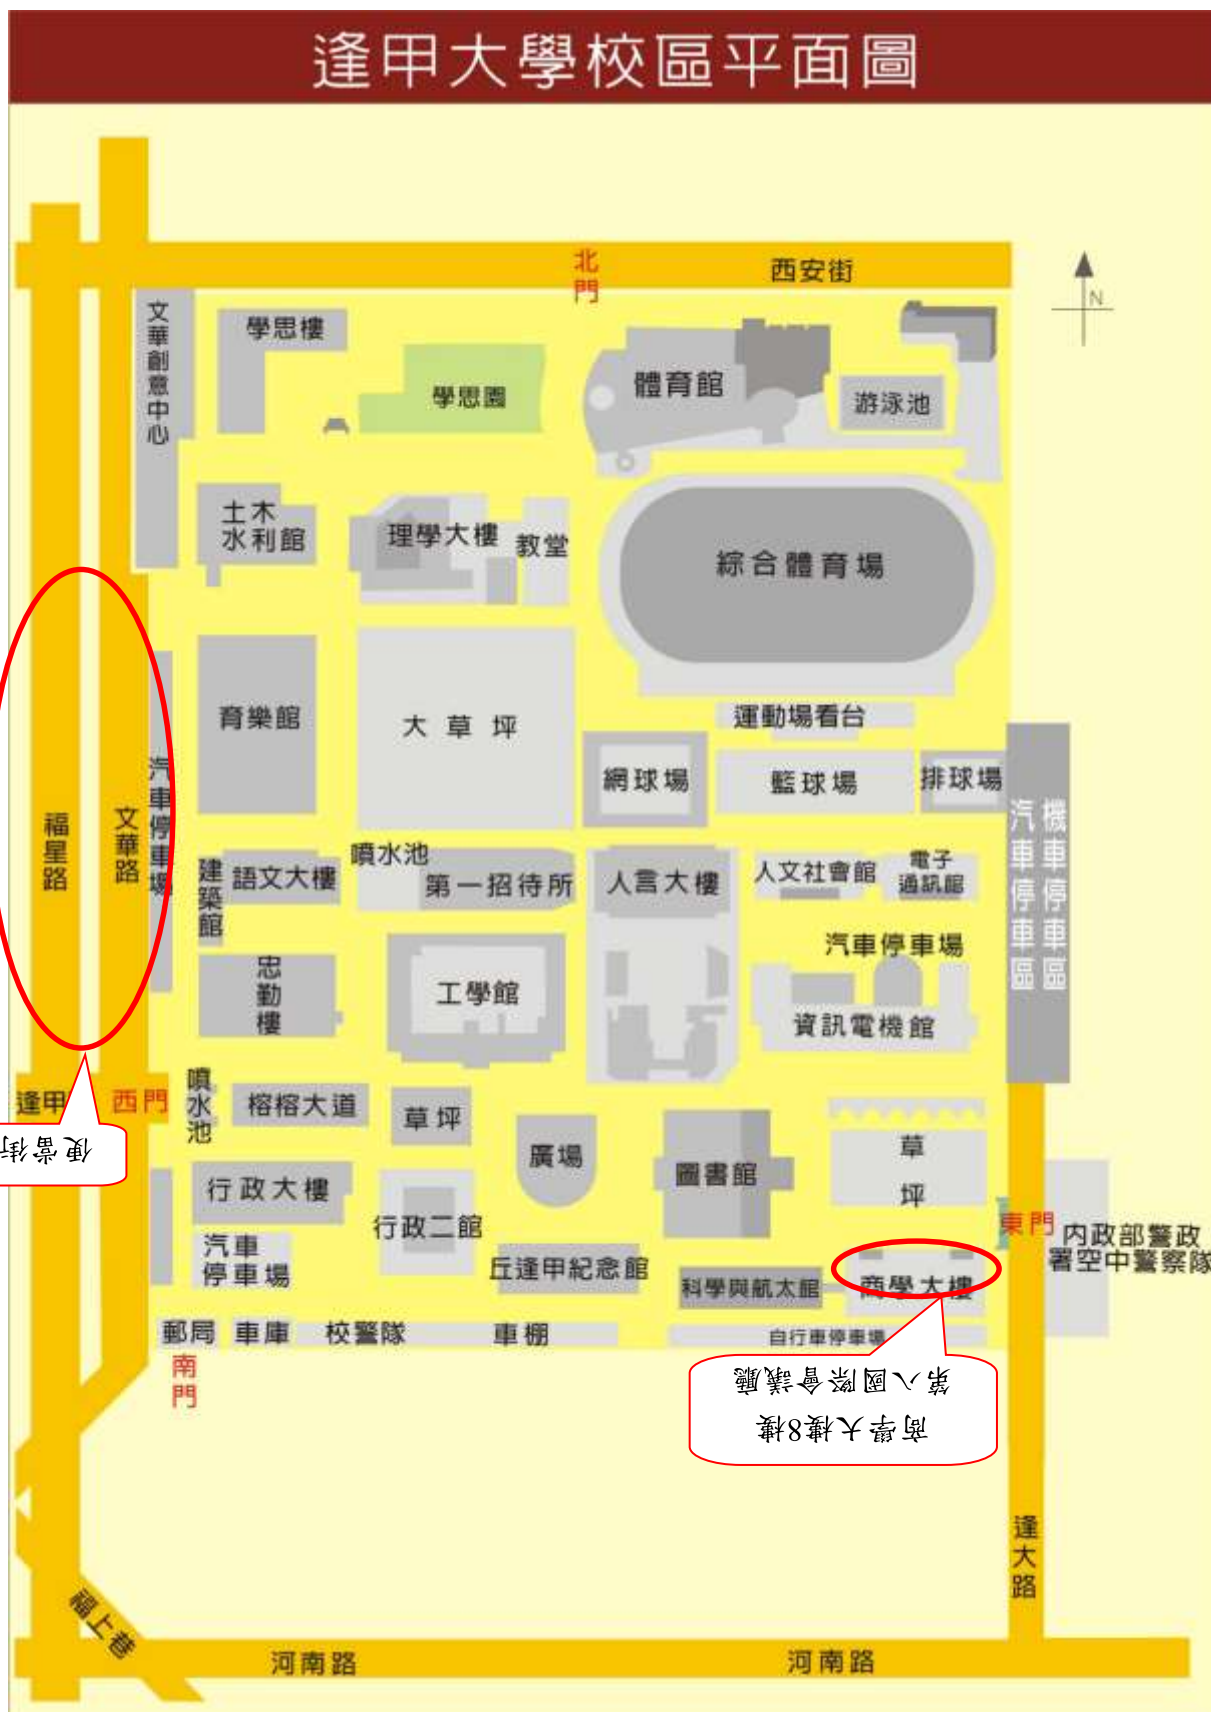 逢甲大學校區平面圖
北門
西安街
N
文華創意中心
學思樓
學思園
體育館
游泳池
土木
水利館
理學大樓
教堂
綜合體育場
育樂館
大草坪
運動場看台
網球場
籃球場
排球場
汽車停車區
機車停車區
福星路
文華路
汽車停車場
建築館
語文大樓
噴水池
第一招待所
人言大樓
人文社會館
電子
通訊館
汽車停車場
忠勤樓
工學館
資訊電機館
逢甲
西門
噴水池
榕榕大道
草坪
廣場
圖書館
草坪
便當街
行政大樓
行政二館
東門
內政部警政
署空中警察隊
汽車
停車場
丘逢甲紀念館
科學與航太館
商學大樓
郵局
車庫
校警隊
車棚
自行車停車場
南門
商學大樓8樓
第八國際會議廳
逢大路
福上巷
河南路
河南路